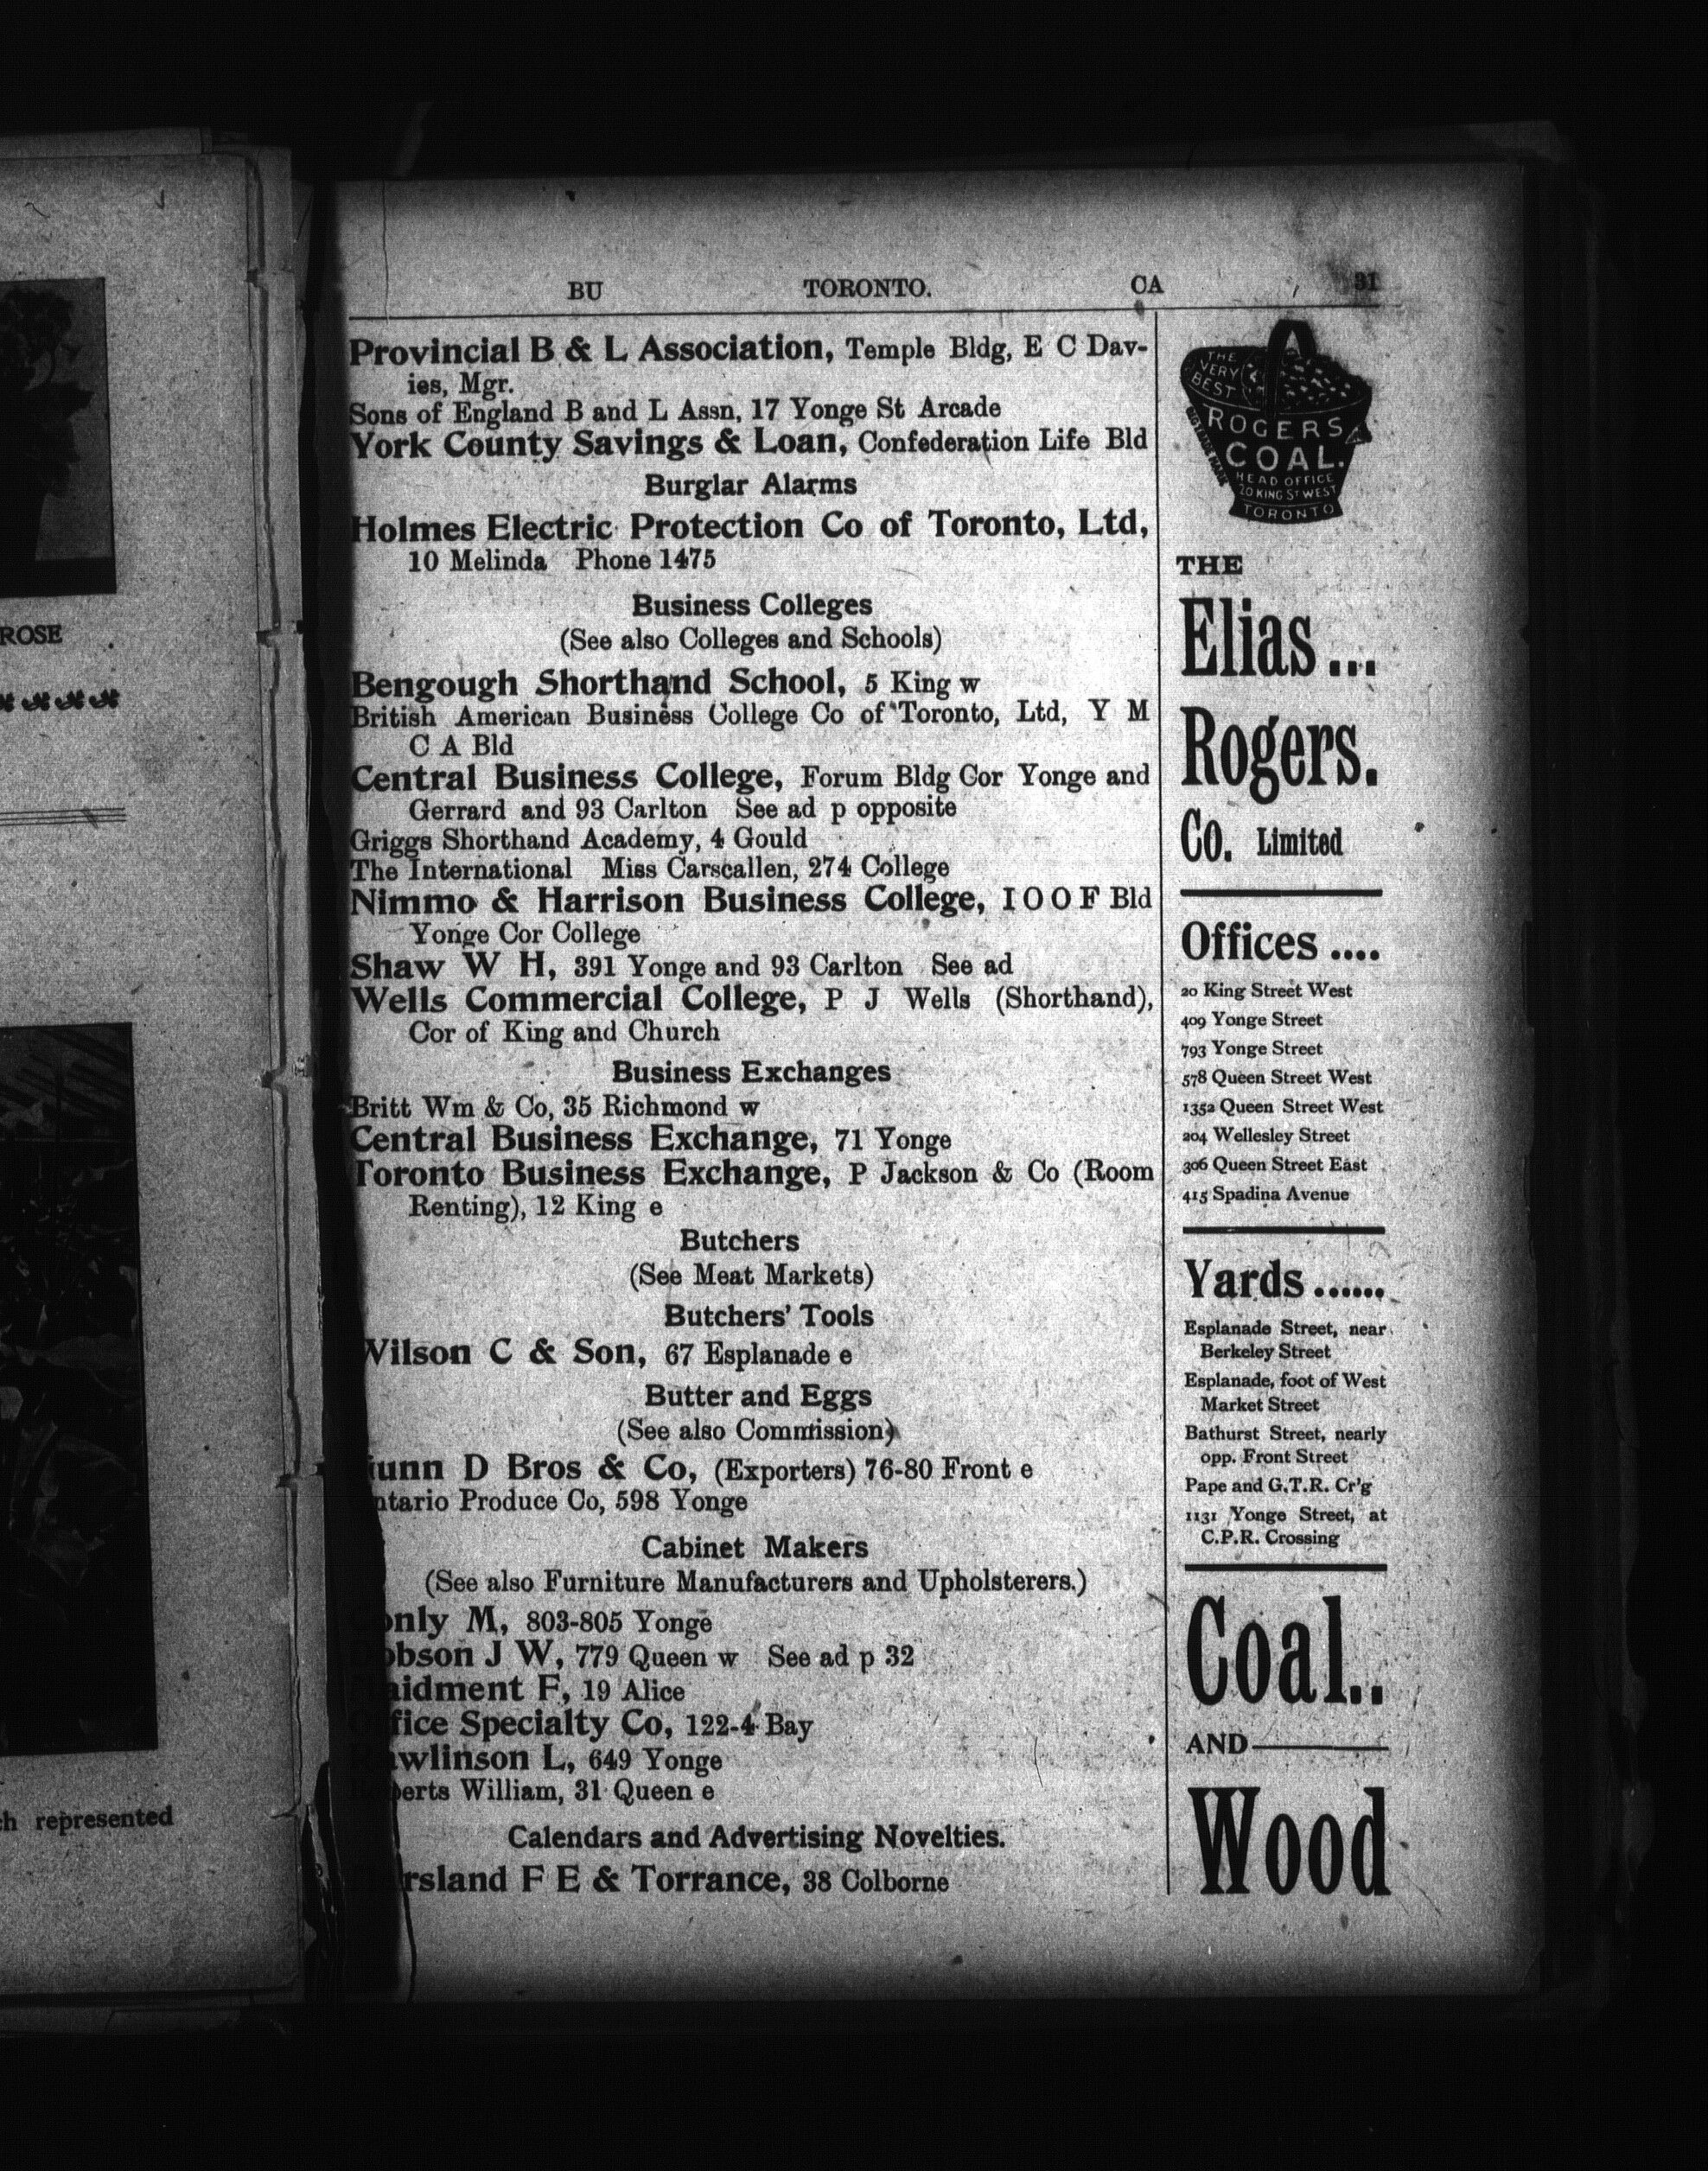 ROSE
ch represented
BU TORONTO. CA 31
Provincial B & L Association, Temple Bldg, E C Dav-
ies, Mgr.
Sons of England B and L Assn, 17 Yonge St Arcade
York County Savings & Loan, Confederation Life Bld
Burglar Alarms
Holmes Electric Protection Co of Toronto, Ltd,
10 Melinda Phone 1475
Business Colleges
(See also Colleges and Schools)
Bengough Shorthand School, 5 King w
British American Business College Co of Toronto, Ltd, Y M
C A Bld
Central Business College, Forum Bldg Cor Yonge and
Gerrard and 93 Carlton See ad p opposite
Griggs Shorthand Academy, 4 Gould
The International Miss Carscallen, 274 College
Nimmo & Harrison Business College, I O O F Bld
Yonge Cor College
Shaw W H, 391 Yonge and 93 Carlton See ad
Wells Commercial College, P J Wells (Shorthand),
Cor of King and Church
Business Exchanges
Britt Wm & Co, 35 Richmond w
Central Business Exchange, 71 Yonge
Toronto Business Exchange, P Jackson & Co (Room
Renting), 12 King e
Butchers
(See Meat Markets)
Butchers' Tools
Wilson C & Son, 67 Esplanade e
Butter and Eggs
(See also Commission)
unn D Bros & Co, (Exporters) 76-80 Front e
ntario Produce Co, 598 Yonge
Cabinet Makers
(See also Furniture Manufacturers and Upholsterers.)
only M, 803-805 Yonge
obson J W, 779 Queen w See ad p 32
aidment F, 19 Alice
fice Specialty Co, 122-4 Bay
awlinson L, 649 Yonge
berts William, 31 Queen e
Calendars and Advertising Novelties.
rsland F E & Torrance, 38 Colborne
THE
VERY
BEST
ROGERS
COAL.
HEAD OFFICE
20 KING ST WEST
TORONTO
THE
Elias...
Rogers.
Co. Limited
Offices ....
20 King Street West
409 Yonge Street
793 Yonge Street
578 Queen Street West
1352 Queen Street West
204 Wellesley Street
306 Queen Street East
415 Spadina Avenue
Yards ......
Esplanade Street, near
Berkeley Street
Esplanade, foot of West
Market Street
Bathurst Street, nearly
opp. Front Street
Pape and G.T.R. Cr'g
1131 Yonge Street, at
C.P.R. Crossing
Coal..
AND
Wood